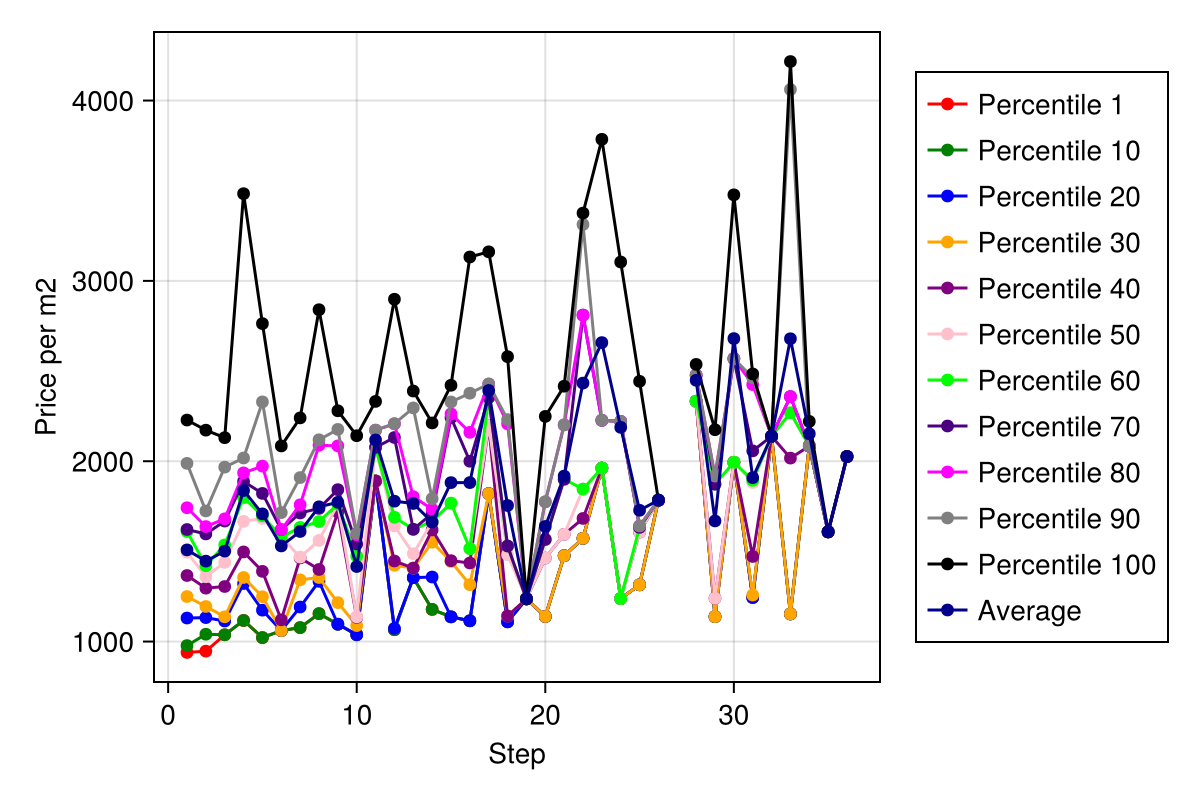 4000
3000
2000
1000
Price per m2
0
10
20
30
Step
Percentile 1
Percentile 10
Percentile 20
Percentile 30
Percentile 40
Percentile 50
Percentile 60
Percentile 70
Percentile 80
Percentile 90
Percentile 100
Average